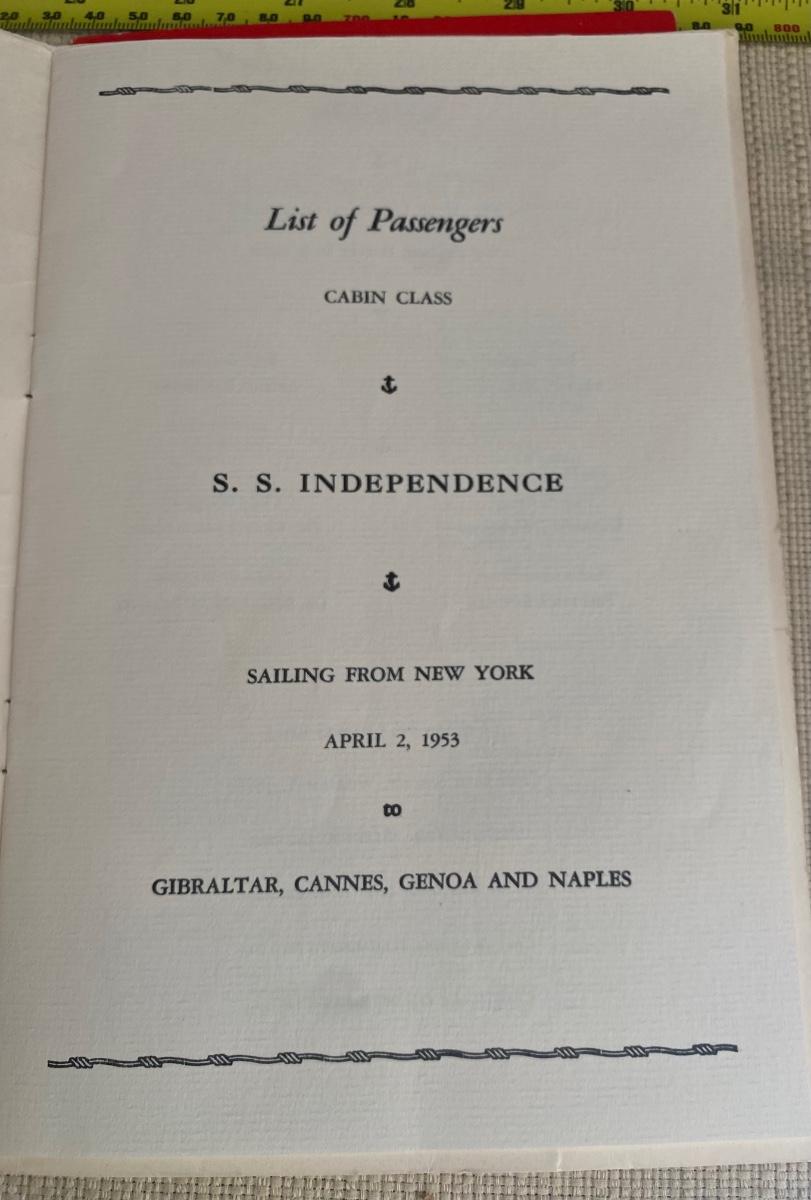 List of Passengers
CABIN CLASS
S. S. INDEPENDENCE
SAILING FROM NEW YORK
APRIL 2, 1953
to
GIBRALTAR, CANNES, GENOA AND NAPLES